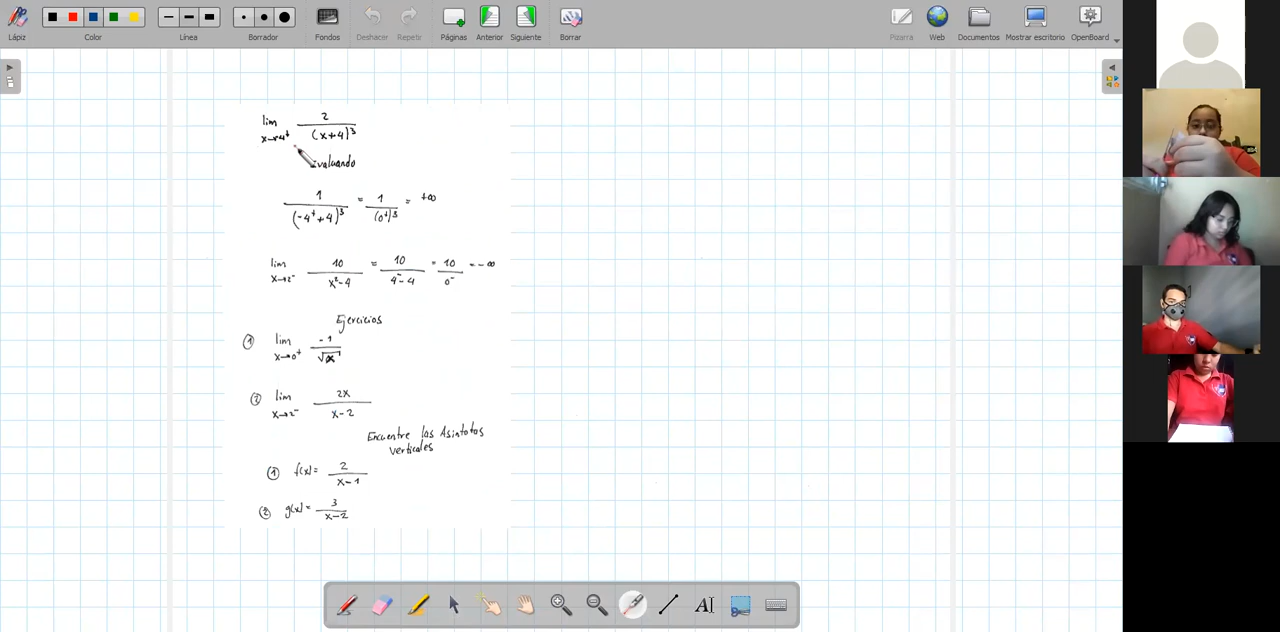 Lápiz
Color
Línea
Borrador
Fondos
Deshacer
Repetir
Páginas
Anterior
Siguiente
Borrar
Pizarra
Web
Documentos
Mostrar escritorio
OpenBoard
lim x→-4⁺ 2/(x+4)³
valuando
1/(-4⁺+4)³ = 1/(0⁺)³ = +∞
lim x→2⁻ 10/(x²-4) = 10/(4⁻-4) = 10/0⁻ = -∞
Ejercicios
① lim x→0⁺ -1/√x
② lim x→2⁻ 2x/(x-2)
Encuentre las Asintotas
verticales
① f(x) = 2/(x-1)
② g(x) = 3/(x-2)